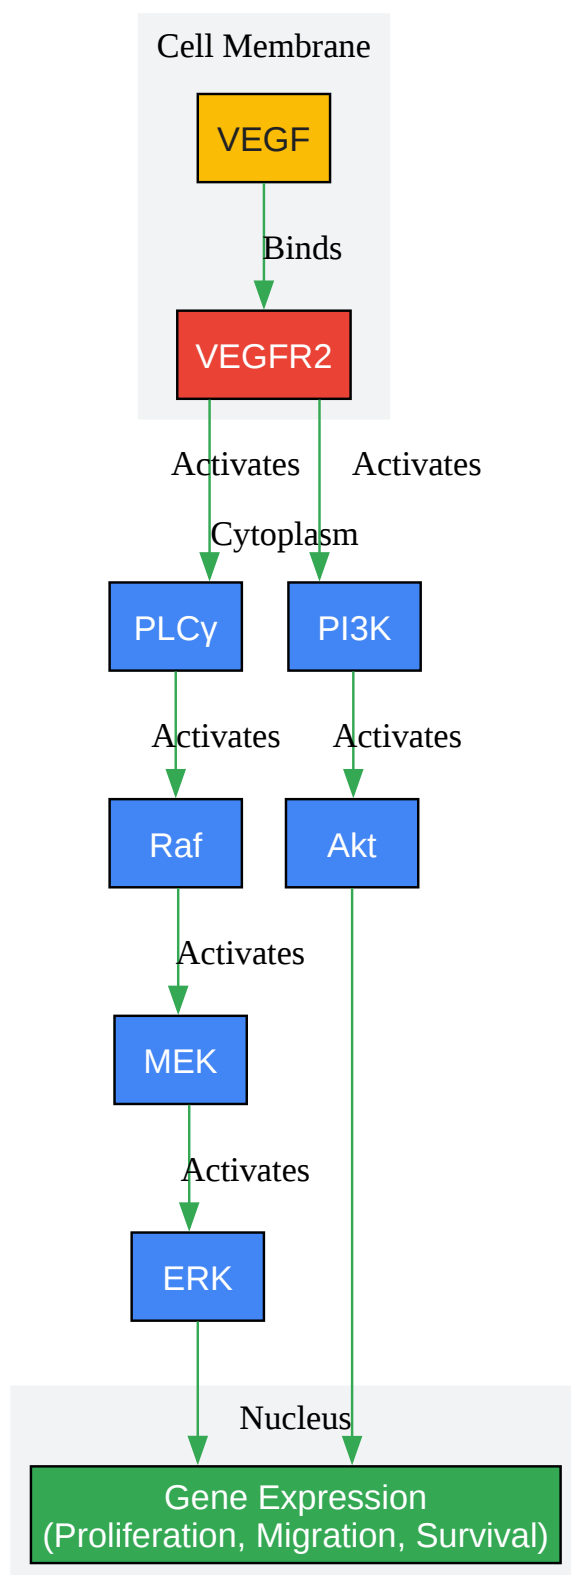 Cell Membrane
VEGF
Binds
VEGFR2
Activates
Activates
Cytoplasm
PLCγ
PI3K
Activates
Activates
Raf
Akt
Activates
MEK
Activates
ERK
Nucleus
Gene Expression
(Proliferation, Migration, Survival)